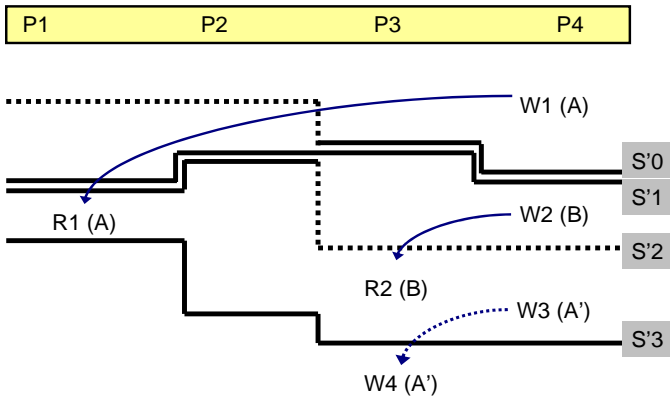 P1 P2 P3 P4
W1 (A)
S'0
S'1
R1 (A)
W2 (B)
S'2
R2 (B)
W3 (A')
S'3
W4 (A')